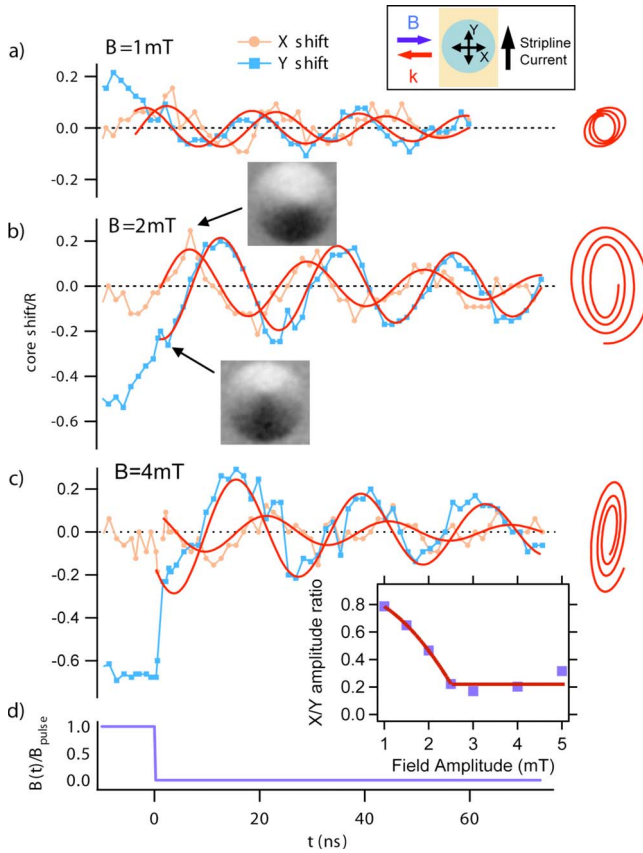 B
k
Y
X
Stripline
Current
X shift
Y shift
a)
B=1mT
0.2
0.0
-0.2
b)
B=2mT
0.2
0.0
-0.2
-0.4
-0.6
core shift/R
c)
B=4mT
0.2
0.0
-0.2
-0.4
-0.6
X/Y amplitude ratio
0.8
0.6
0.4
0.2
0.0
1 2 3 4 5
Field Amplitude (mT)
d)
B(t)/Bpulse
1.0
0.5
0.0
0 20 40 60
t (ns)